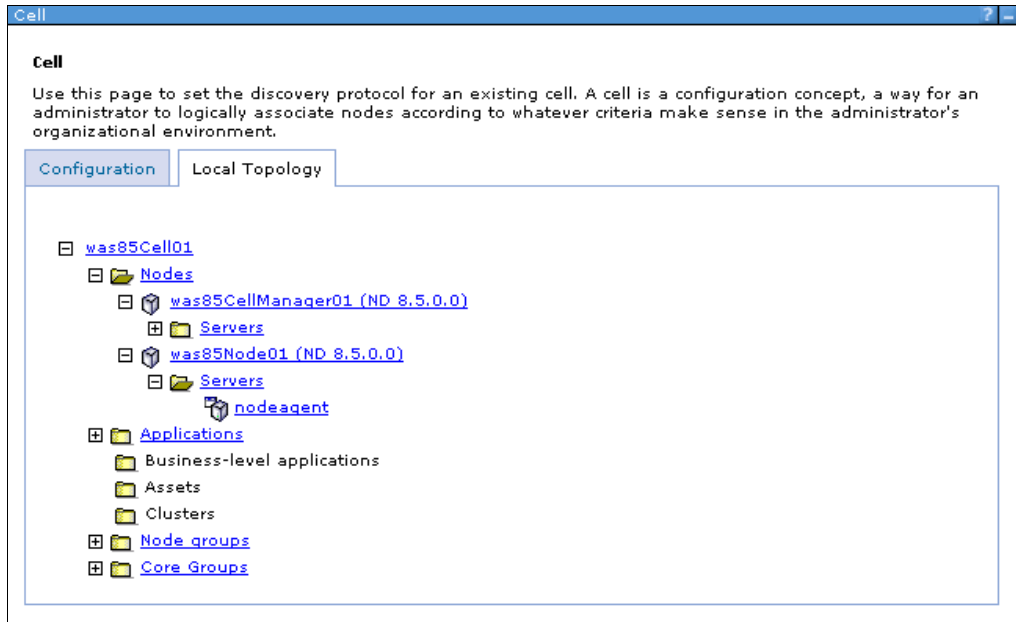 Cell
?
Cell
Use this page to set the discovery protocol for an existing cell. A cell is a configuration concept, a way for an
administrator to logically associate nodes according to whatever criteria make sense in the administrator's
organizational environment.
Configuration Local Topology
was85Cell01
Nodes
was85CellManager01 (ND 8.5.0.0)
Servers
was85Node01 (ND 8.5.0.0)
Servers
nodeagent
Applications
Business-level applications
Assets
Clusters
Node groups
Core Groups